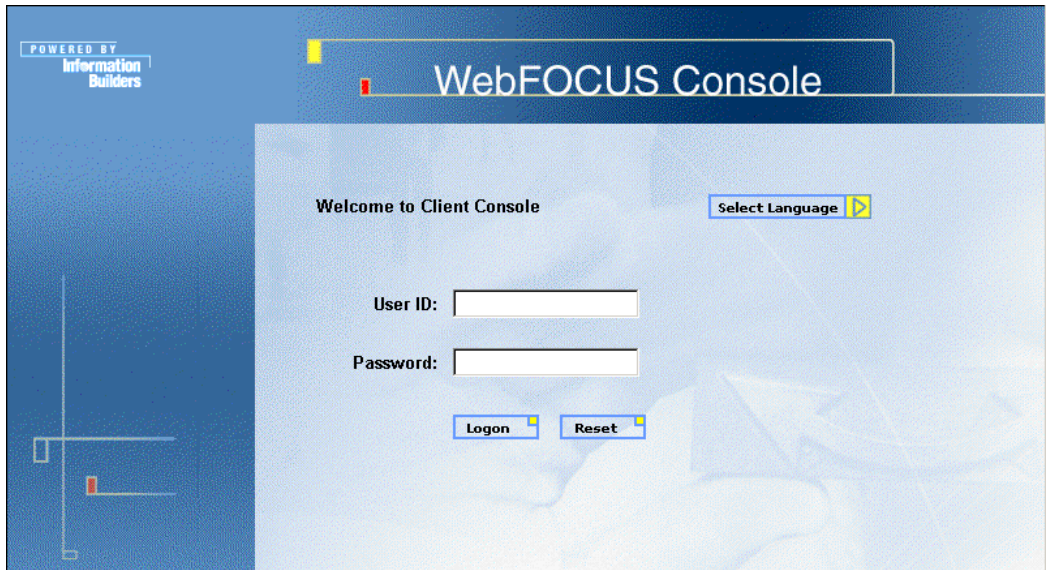 POWERED BY
Information
Builders
WebFOCUS Console
Welcome to Client Console
Select Language
User ID:
Password:
Logon
Reset